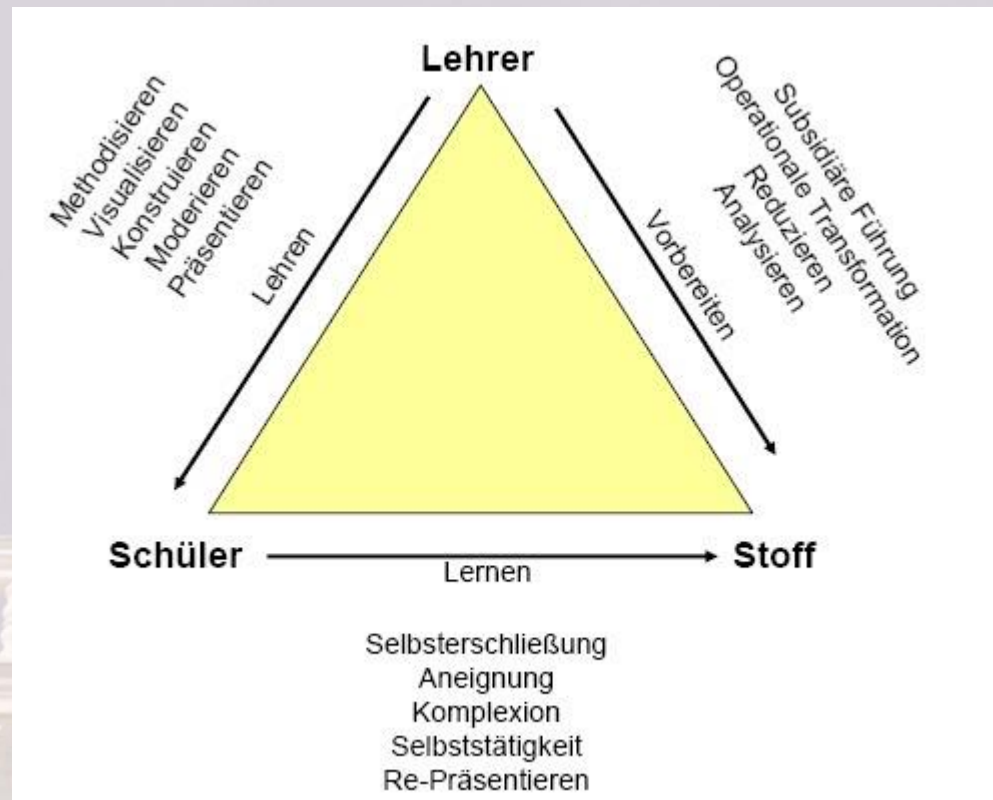 Lehrer
Methodisieren
Visualisieren
Konstruieren
Moderieren
Präsentieren
Lehren
Subsidiäre Führung
Operationale Transformation
Reduzieren
Analysieren
Vorbereiten
Schüler
Stoff
Lernen
Selbsterschließung
Aneignung
Komplexion
Selbststätigkeit
Re-Präsentieren